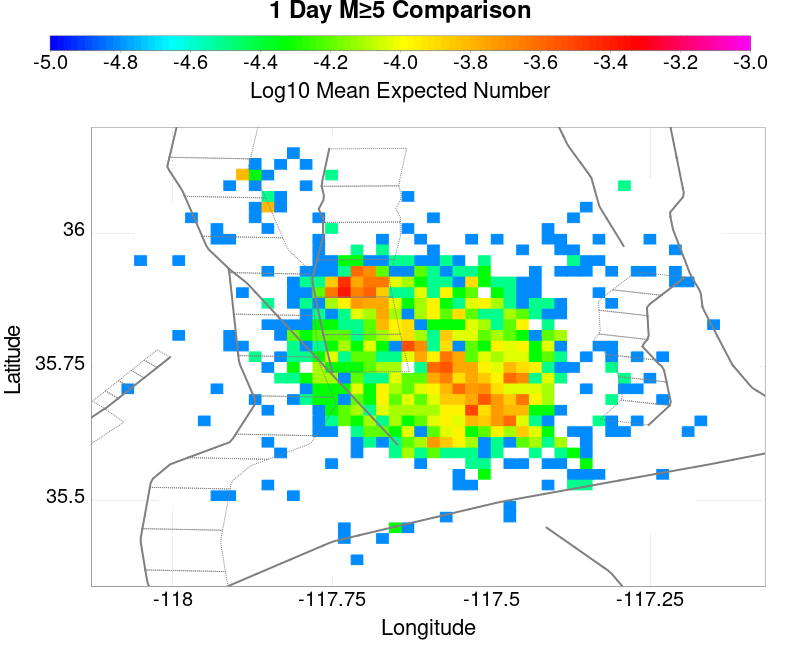 1 Day M≥5 Comparison
-5.0 -4.8 -4.6 -4.4 -4.2 -4.0 -3.8 -3.6 -3.4 -3.2 -3.0
Log10 Mean Expected Number
36
35.75
35.5
Latitude
-118 -117.75 -117.5 -117.25
Longitude